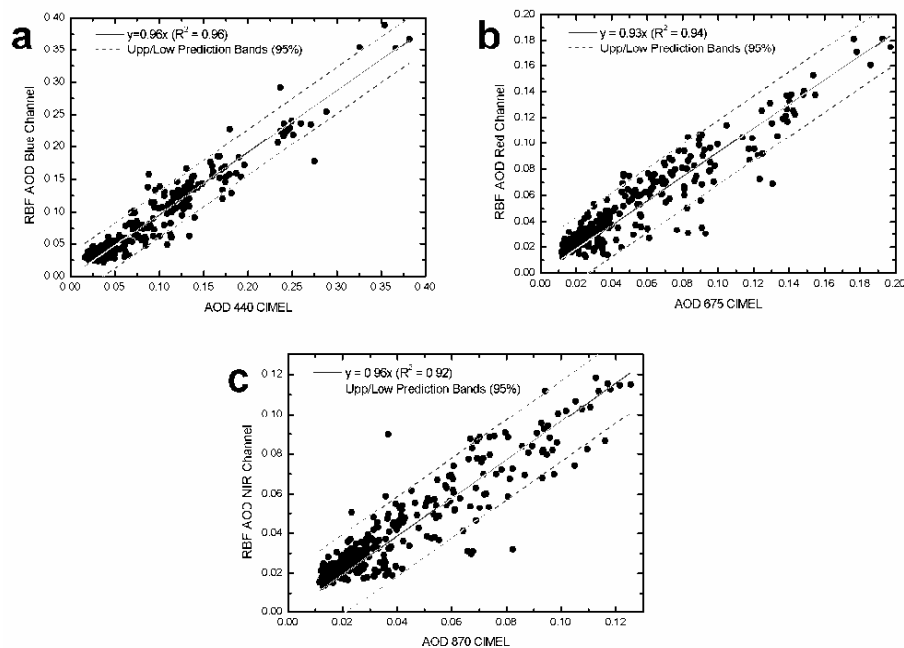 a
y=0.96x (R² = 0.96)
Upp/Low Prediction Bands (95%)
RBF AOD Blue Channel
0.40
0.35
0.30
0.25
0.20
0.15
0.10
0.05
0.00
0.00 0.05 0.10 0.15 0.20 0.25 0.30 0.35 0.40
AOD 440 CIMEL
b
y = 0.93x (R² = 0.94)
Upp/Low Prediction Bands (95%)
RBF AOD Red Channel
0.20
0.18
0.16
0.14
0.12
0.10
0.08
0.06
0.04
0.02
0.00
0.00 0.02 0.04 0.06 0.08 0.10 0.12 0.14 0.16 0.18 0.20
AOD 675 CIMEL
c
y = 0.96x (R² = 0.92)
Upp/Low Prediction Bands (95%)
RBF AOD NIR Channel
0.12
0.10
0.08
0.06
0.04
0.02
0.00
0.00 0.02 0.04 0.06 0.08 0.10 0.12
AOD 870 CIMEL